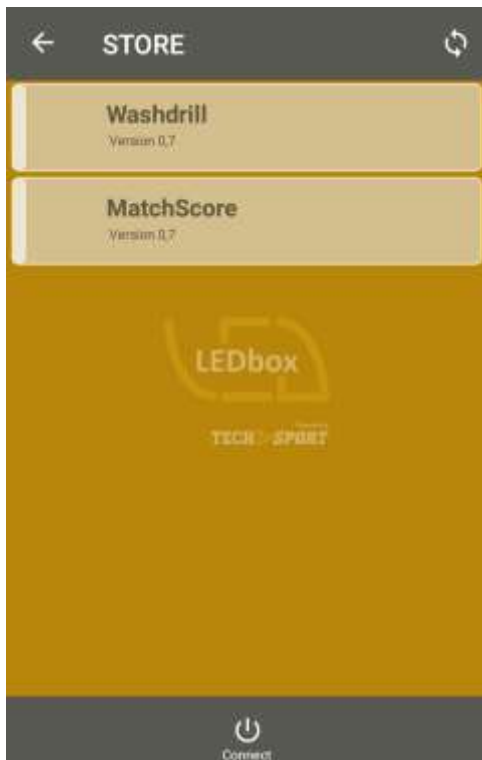 STORE
Washdrill
Version 0,7
MatchScore
Version 0,7
LEDbox
TECH SPORT
Connect